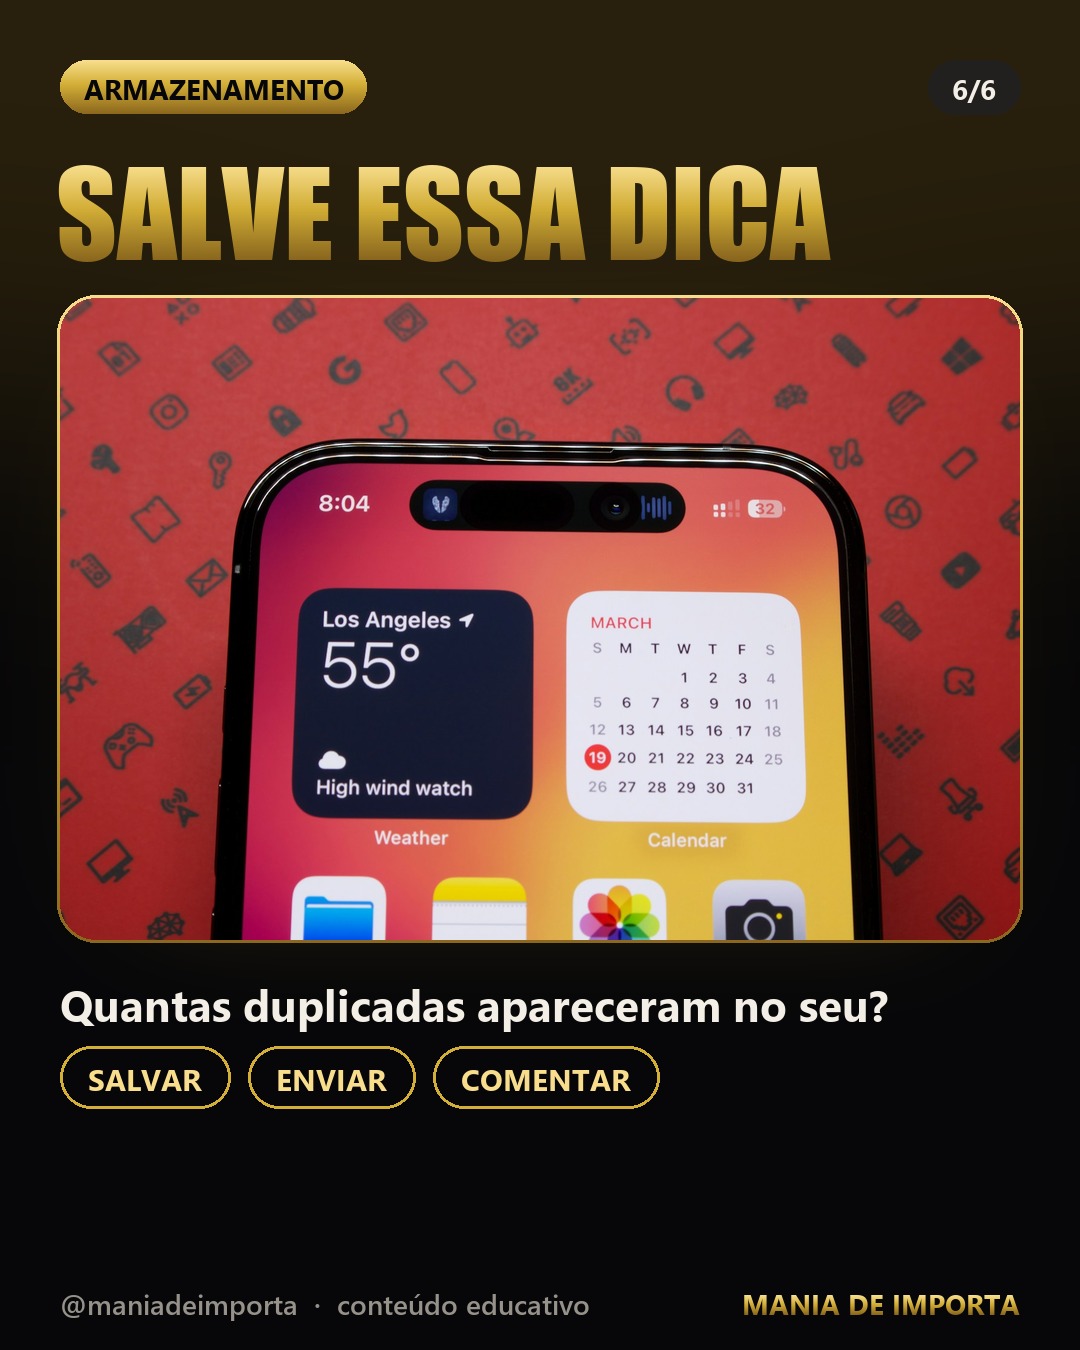 ARMAZENAMENTO
6/6
SALVE ESSA DICA
8K
8:04
32
Los Angeles
55°
High wind watch
Weather
MARCH
S M T W T F S
1 2 3 4
5 6 7 8 9 10 11
12 13 14 15 16 17 18
19 20 21 22 23 24 25
26 27 28 29 30 31
Calendar
Quantas duplicadas apareceram no seu?
SALVAR
ENVIAR
COMENTAR
@maniadeimporta · conteúdo educativo
MANIA DE IMPORTA